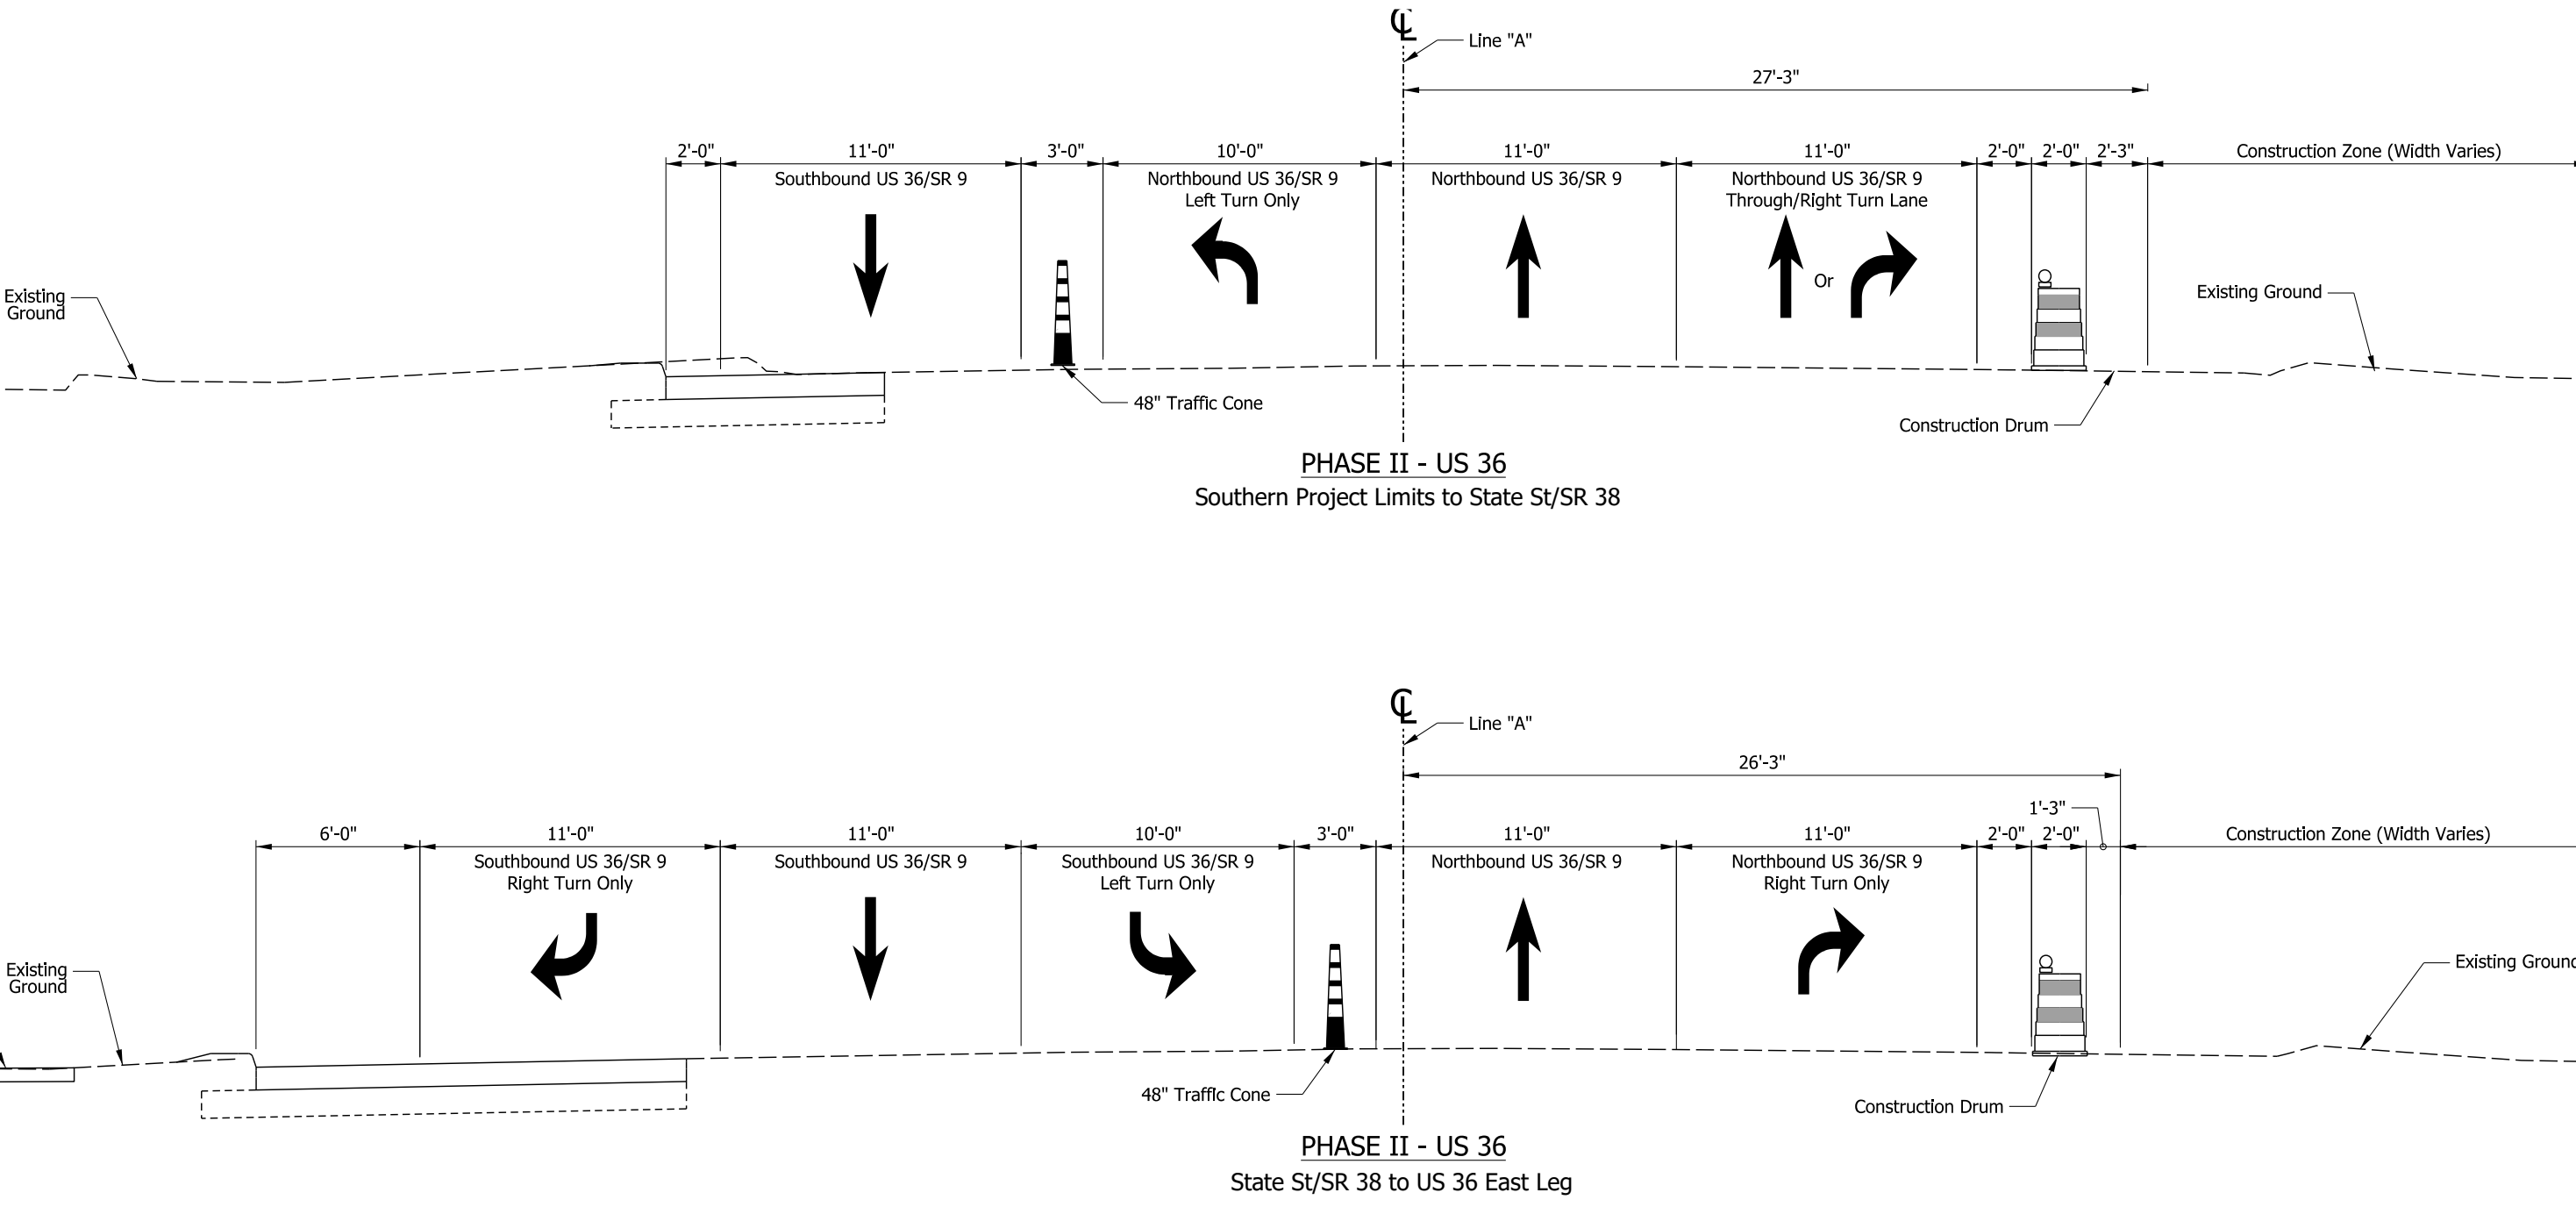 ℄
Line "A"
27'-3"
2'-0"
11'-0"
3'-0"
10'-0"
11'-0"
11'-0"
2'-0"
2'-0"
2'-3"
Construction Zone (Width Varies)
Southbound US 36/SR 9
Northbound US 36/SR 9
Left Turn Only
Northbound US 36/SR 9
Northbound US 36/SR 9
Through/Right Turn Lane
Or
Existing
Ground
Existing Ground
48" Traffic Cone
Construction Drum
PHASE II - US 36
Southern Project Limits to State St/SR 38
℄
Line "A"
26'-3"
1'-3"
6'-0"
11'-0"
11'-0"
10'-0"
3'-0"
11'-0"
11'-0"
2'-0"
2'-0"
Construction Zone (Width Varies)
Southbound US 36/SR 9
Right Turn Only
Southbound US 36/SR 9
Southbound US 36/SR 9
Left Turn Only
Northbound US 36/SR 9
Northbound US 36/SR 9
Right Turn Only
Existing
Ground
Existing Ground
48" Traffic Cone
Construction Drum
PHASE II - US 36
State St/SR 38 to US 36 East Leg